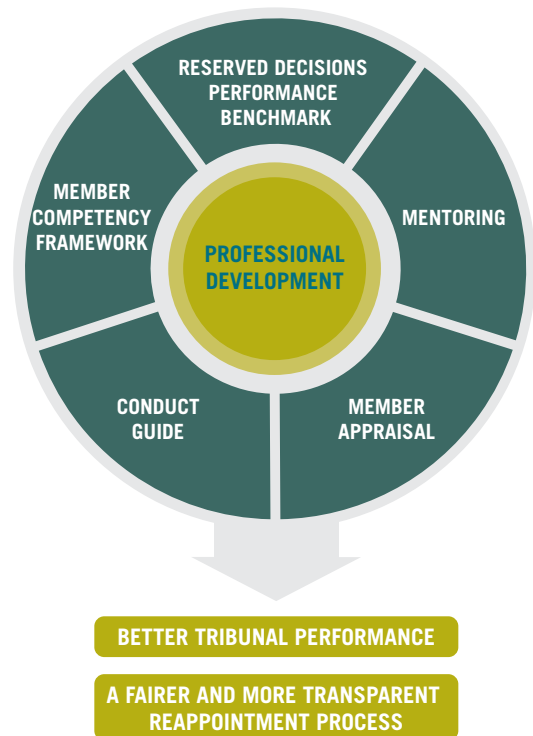 RESERVED DECISIONS
PERFORMANCE
BENCHMARK
MEMBER
COMPETENCY
FRAMEWORK
MENTORING
PROFESSIONAL
DEVELOPMENT
CONDUCT
GUIDE
MEMBER
APPRAISAL
BETTER TRIBUNAL PERFORMANCE
A FAIRER AND MORE TRANSPARENT
REAPPOINTMENT PROCESS